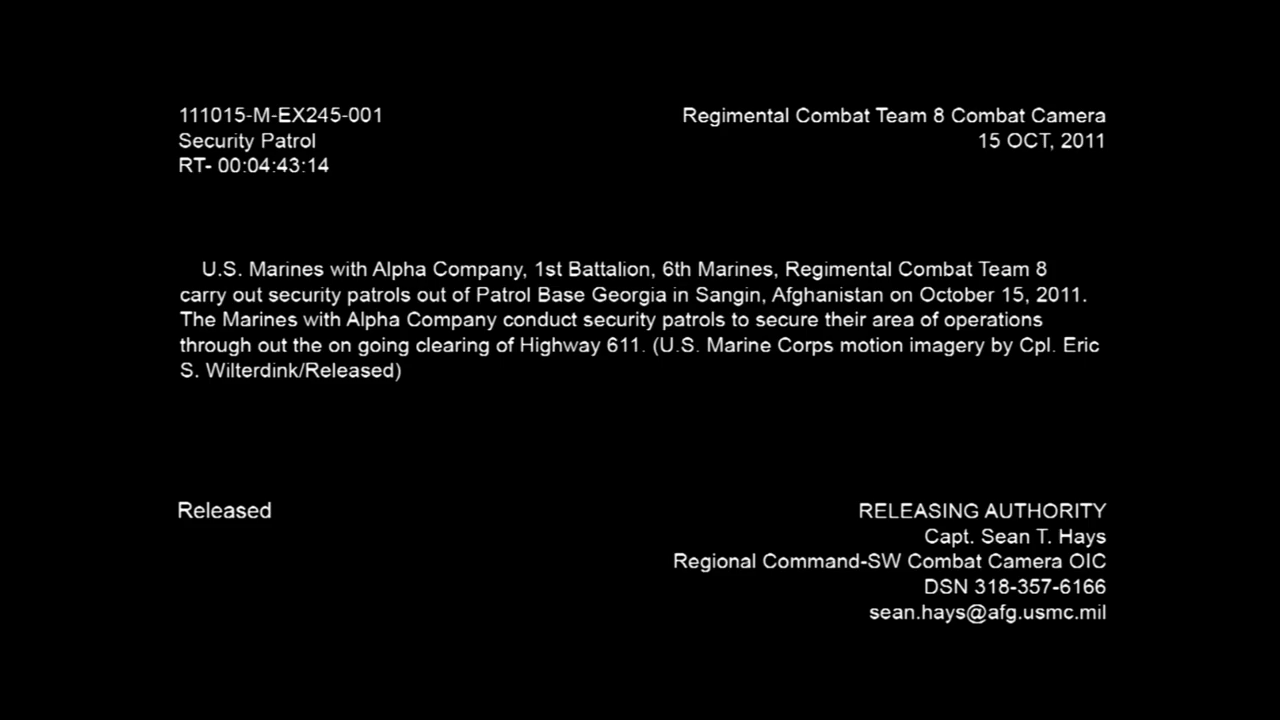 111015-M-EX245-001
Security Patrol
RT- 00:04:43:14
Regimental Combat Team 8 Combat Camera
15 OCT, 2011
U.S. Marines with Alpha Company, 1st Battalion, 6th Marines, Regimental Combat Team 8
carry out security patrols out of Patrol Base Georgia in Sangin, Afghanistan on October 15, 2011.
The Marines with Alpha Company conduct security patrols to secure their area of operations
through out the on going clearing of Highway 611. (U.S. Marine Corps motion imagery by Cpl. Eric
S. Wilterdink/Released)
Released
RELEASING AUTHORITY
Capt. Sean T. Hays
Regional Command-SW Combat Camera OIC
DSN 318-357-6166
sean.hays@afg.usmc.mil